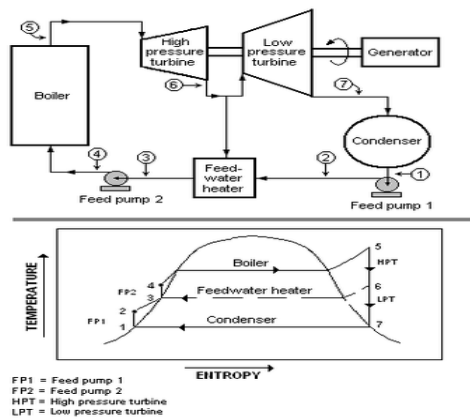 5
High pressure turbine
Low pressure turbine
Generator
6
7
Boiler
Condenser
4
3
Feed-water heater
2
1
Feed pump 2
Feed pump 1
TEMPERATURE
5
Boiler
HPT
4
FP2
Feedwater heater
6
3
2
LPT
FP1
Condenser
1
7
ENTROPY
FP1 = Feed pump 1
FP2 = Feed pump 2
HPT = High pressure turbine
LPT = Low pressure turbine